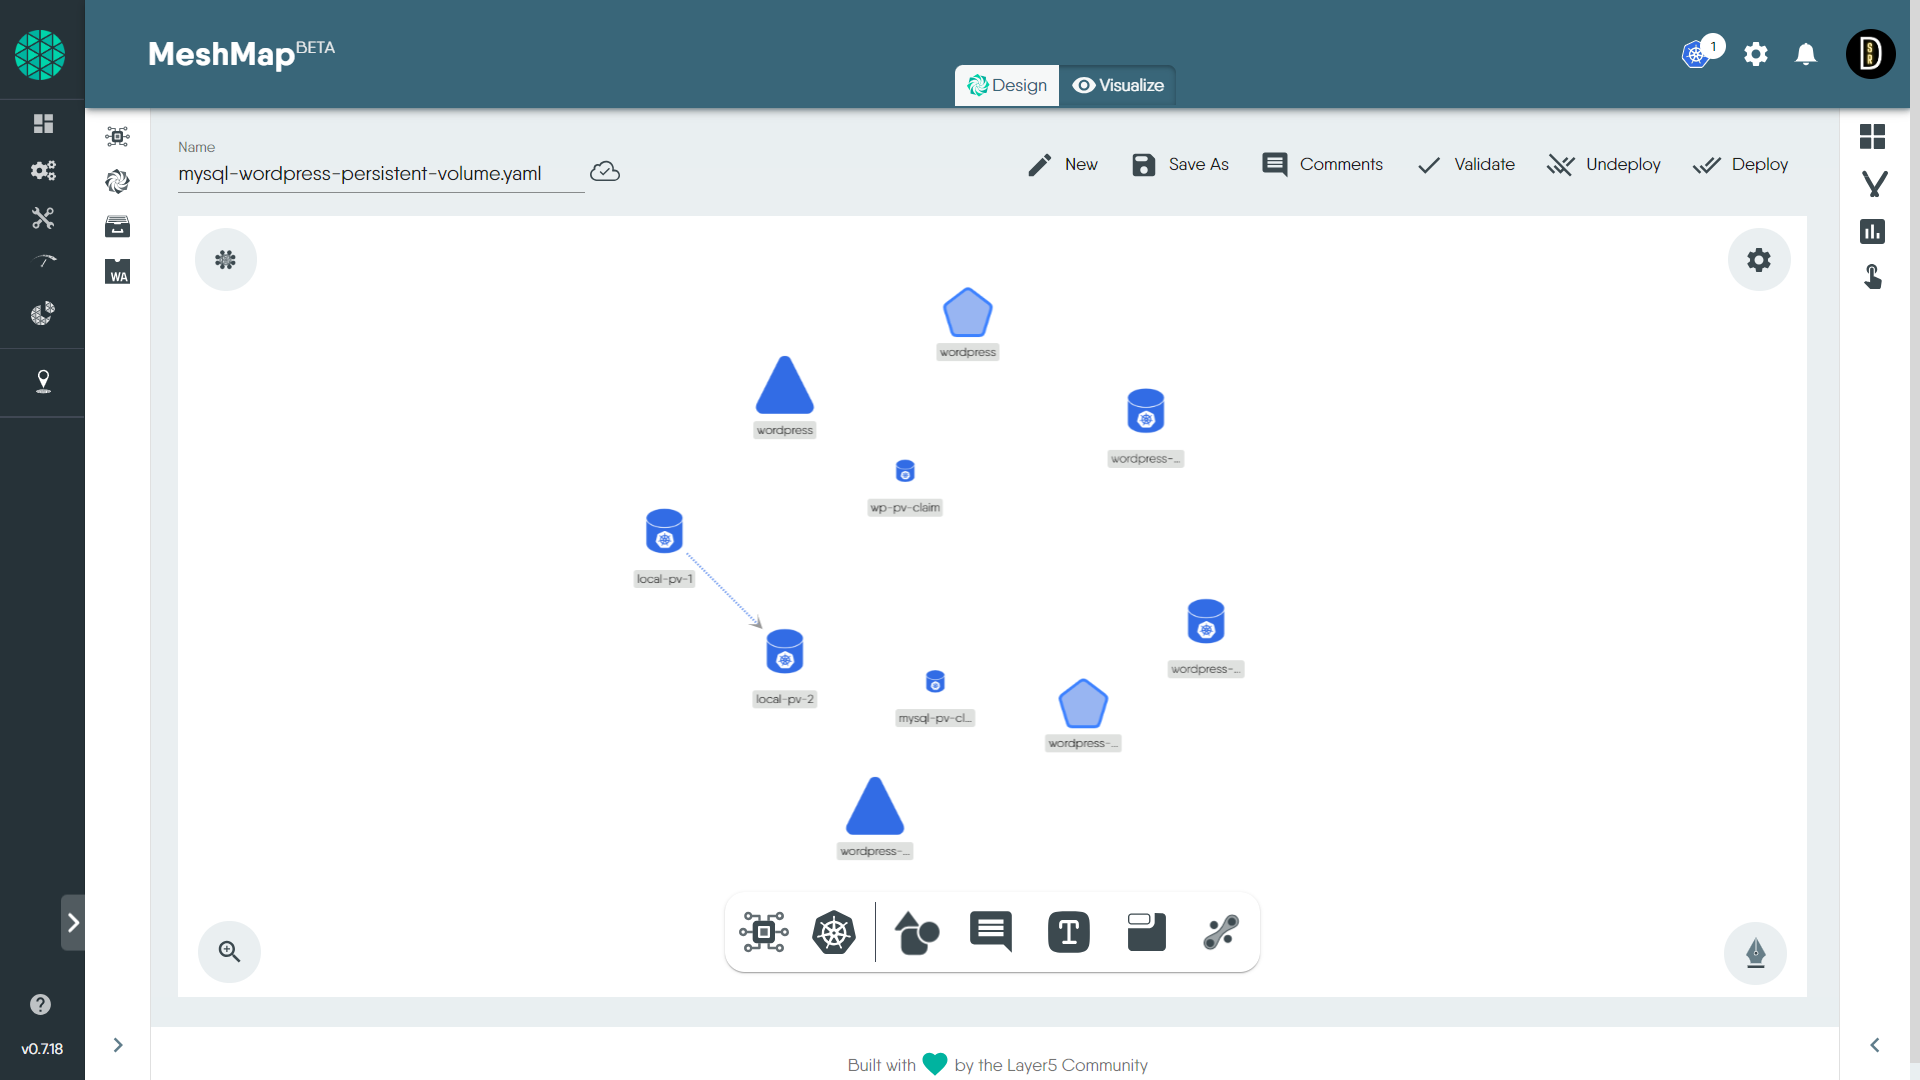 MeshMap BETA
1
D
S
R
Design
Visualize
Name
mysql-wordpress-persistent-volume.yaml
New
Save As
Comments
Validate
Undeploy
Deploy
WA
wordpress
wordpress
wordpress-...
wp-pv-claim
local-pv-1
wordpress-...
local-pv-2
mysql-pv-cl...
wordpress-...
wordpress-...
T
v0.7.18
Built with by the Layer5 Community